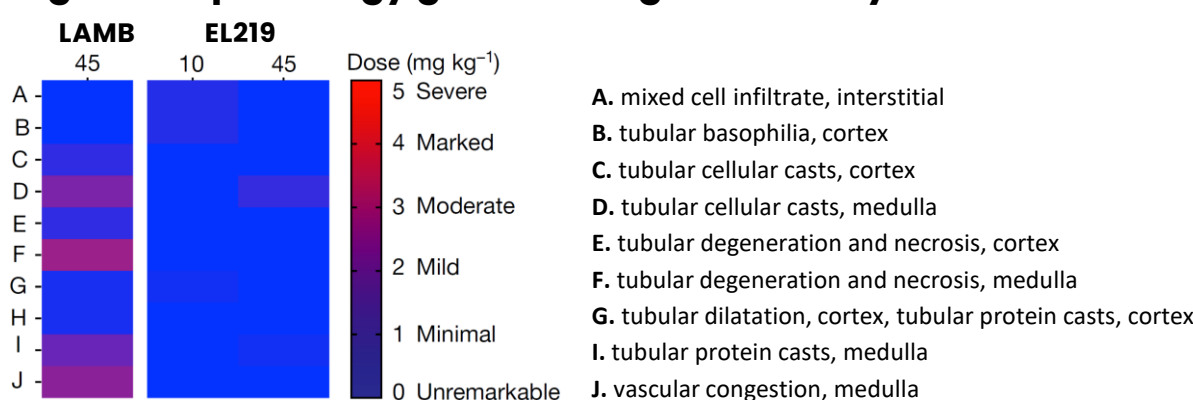 LAMB EL219
45 10 45 Dose (mg kg⁻¹)
A
B
C
D
E
F
G
H
I
J
5 Severe
4 Marked
3 Moderate
2 Mild
1 Minimal
0 Unremarkable
A. mixed cell infiltrate, interstitial
B. tubular basophilia, cortex
C. tubular cellular casts, cortex
D. tubular cellular casts, medulla
E. tubular degeneration and necrosis, cortex
F. tubular degeneration and necrosis, medulla
G. tubular dilatation, cortex, tubular protein casts, cortex
I. tubular protein casts, medulla
J. vascular congestion, medulla